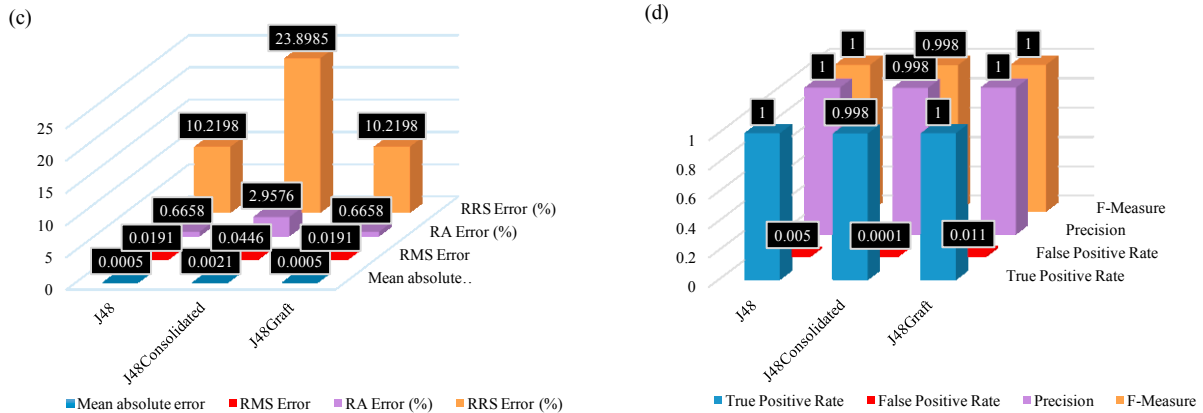 (c)
23.8985
10.2198
10.2198
2.9576
0.6658
0.6658
0.0191
0.0446
0.0191
0.0005
0.0021
0.0005
25
20
15
10
5
0
RRS Error (%)
RA Error (%)
RMS Error
Mean absolute..
J48
J48Consolidated
J48Graft
Mean absolute error
RMS Error
RA Error (%)
RRS Error (%)
(d)
1
0.998
1
1
0.998
1
1
0.998
1
0.005
0.0001
0.011
1
0.8
0.6
0.4
0.2
0
F-Measure
Precision
False Positive Rate
True Positive Rate
J48
J48Consolidated
J48Graft
True Positive Rate
False Positive Rate
Precision
F-Measure